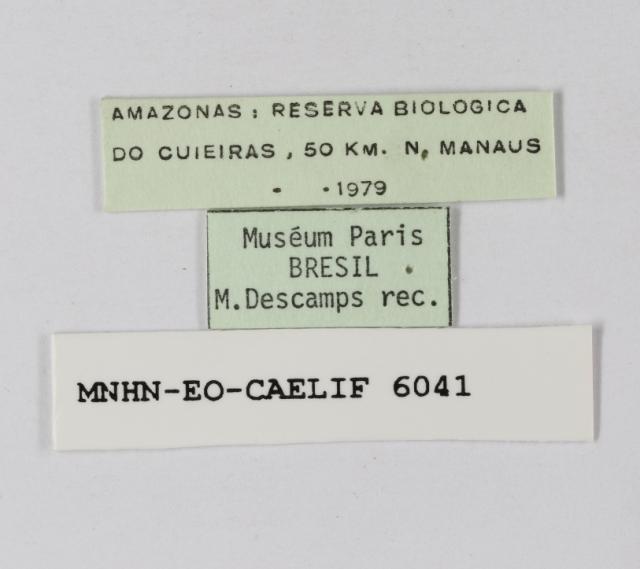 AMAZONAS : RESERVA BIOLOGICA
DO CUIEIRAS , 50 KM. N. MANAUS
. . 1979
Muséum Paris
BRESIL
M.Descamps rec.
MNHN-EO-CAELIF 6041